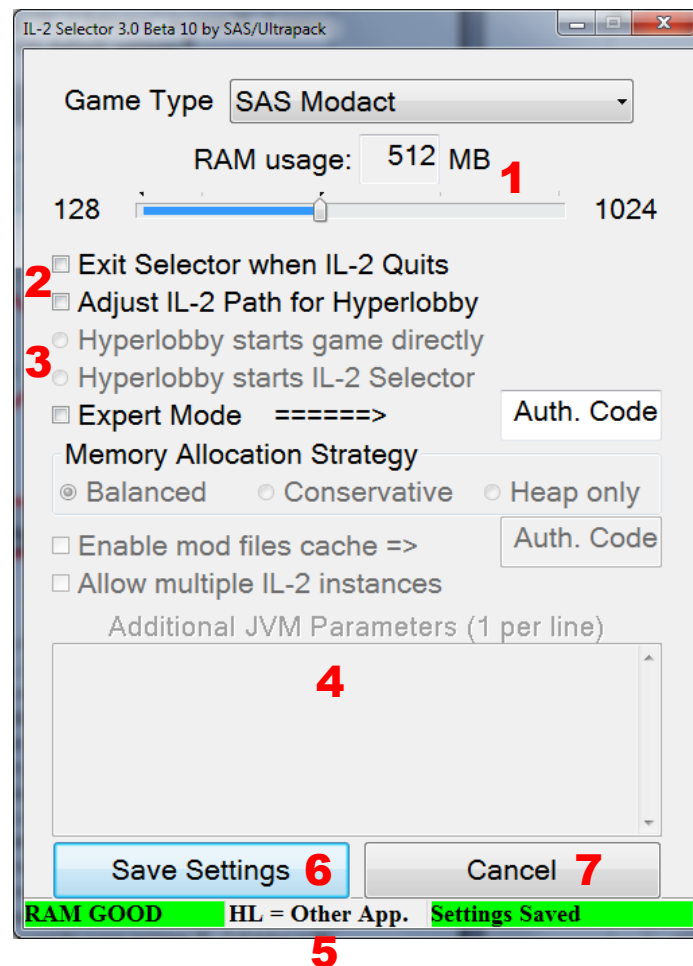 IL-2 Selector 3.0 Beta 10 by SAS/Ultrapack
Game Type SAS Modact
RAM usage: 512 MB 1
128 1024
2 Exit Selector when IL-2 Quits
Adjust IL-2 Path for Hyperlobby
3 Hyperlobby starts game directly
Hyperlobby starts IL-2 Selector
Expert Mode ======> Auth. Code
Memory Allocation Strategy
Balanced Conservative Heap only
Enable mod files cache => Auth. Code
Allow multiple IL-2 instances
Additional JVM Parameters (1 per line)
4
Save Settings 6 Cancel 7
RAM GOOD HL = Other App. Settings Saved
5